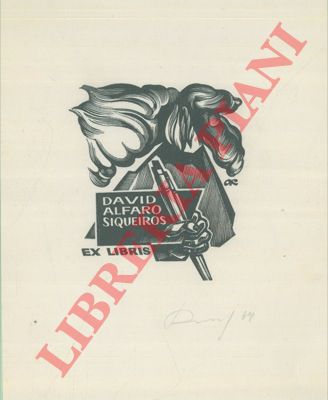 DAVID
ALFARO
SIQUEIROS
EX LIBRIS
LIBRERIA PIANI